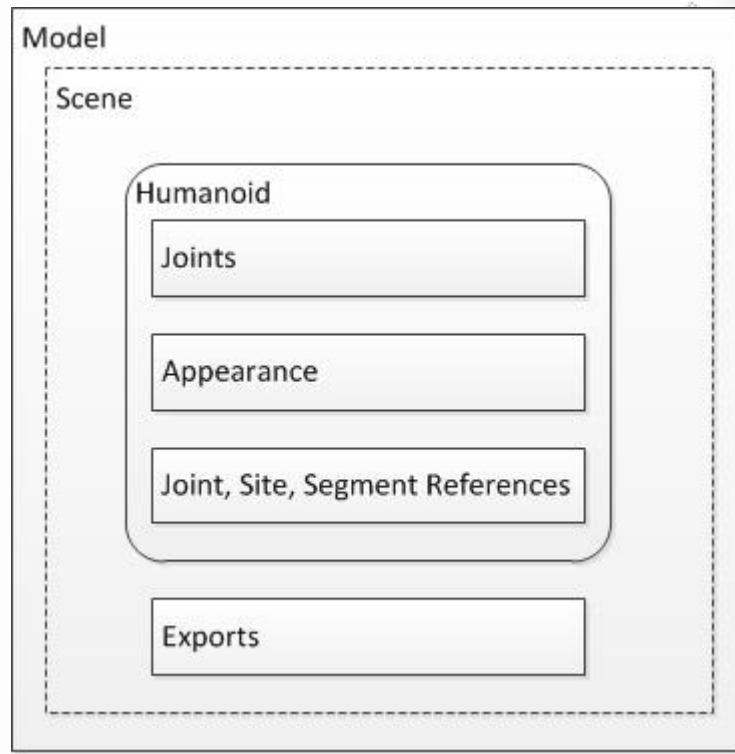 Model
Scene
Humanoid
Joints
Appearance
Joint, Site, Segment References
Exports